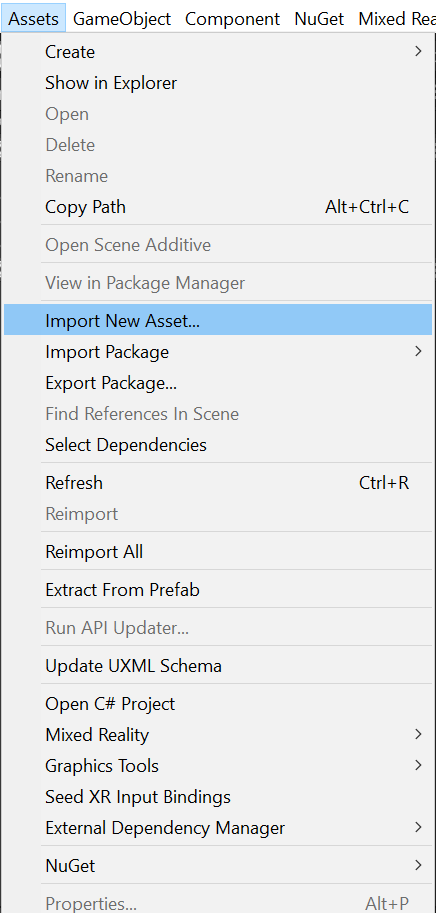 Assets GameObject Component NuGet Mixed Rea
Create
Show in Explorer
Open
Delete
Rename
Copy Path Alt+Ctrl+C
Open Scene Additive
View in Package Manager
Import New Asset...
Import Package
Export Package...
Find References In Scene
Select Dependencies
Refresh Ctrl+R
Reimport
Reimport All
Extract From Prefab
Run API Updater...
Update UXML Schema
Open C# Project
Mixed Reality
Graphics Tools
Seed XR Input Bindings
External Dependency Manager
NuGet
Properties... Alt+P